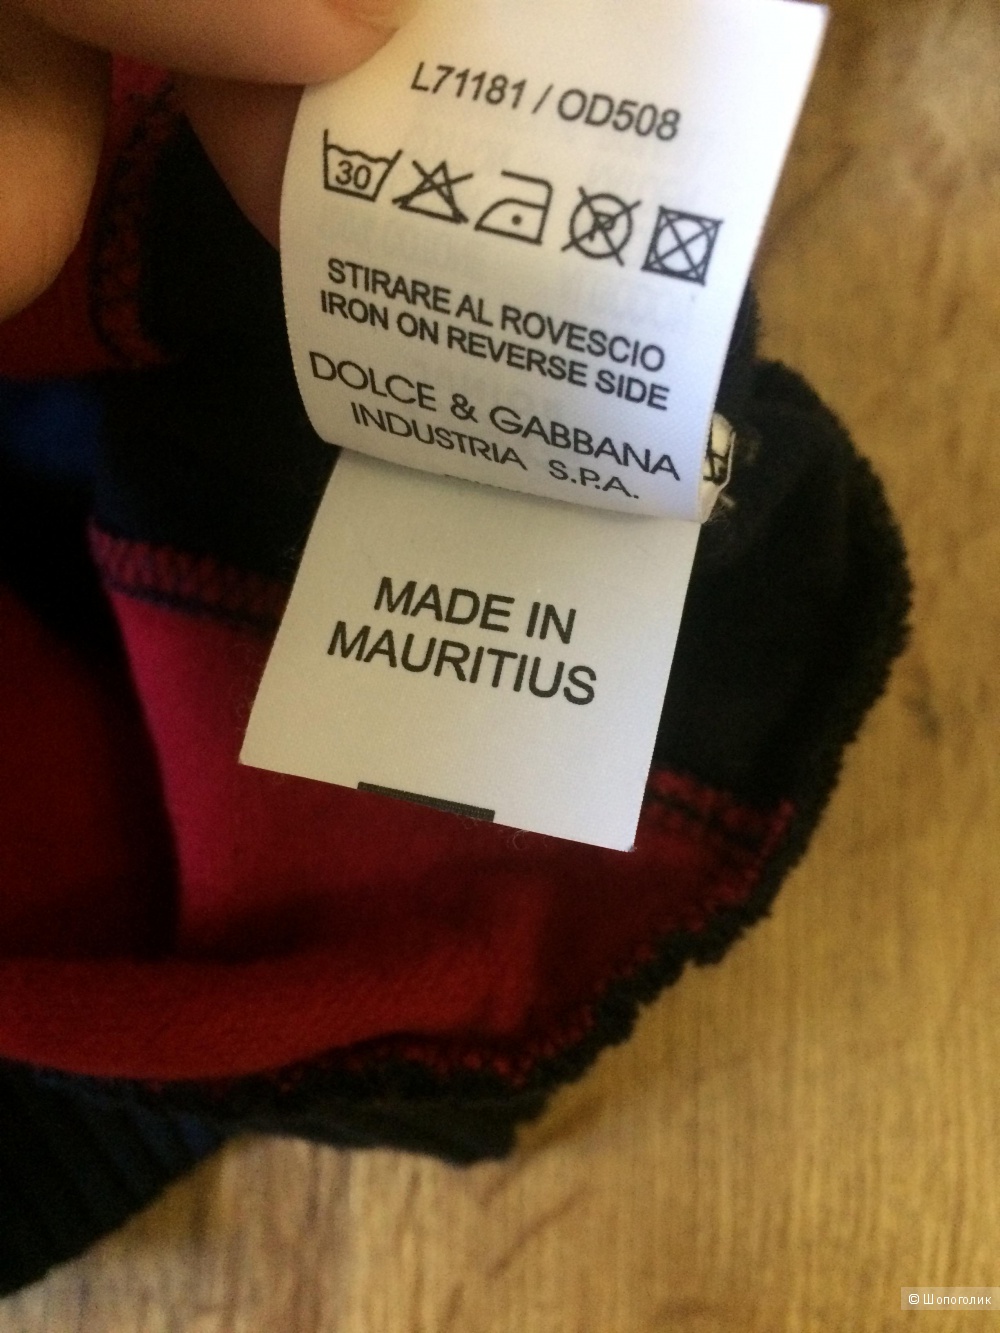 L71181 / OD508
30
P
STIRARE AL ROVESCIO
IRON ON REVERSE SIDE
DOLCE & GABBANA
INDUSTRIA S.P.A.
MADE IN
MAURITIUS
© Шопоголик